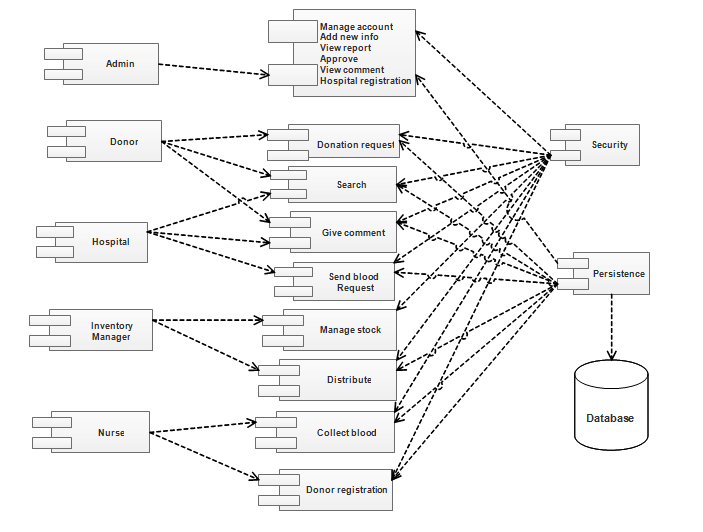 Manage account
Add new info
View report
Approve
View comment
Hospital registration
Admin
Donor
Donation request
Security
Search
Give comment
Hospital
Send blood
Request
Persistence
Inventory
Manager
Manage stock
Distribute
Database
Nurse
Collect blood
Donor registration